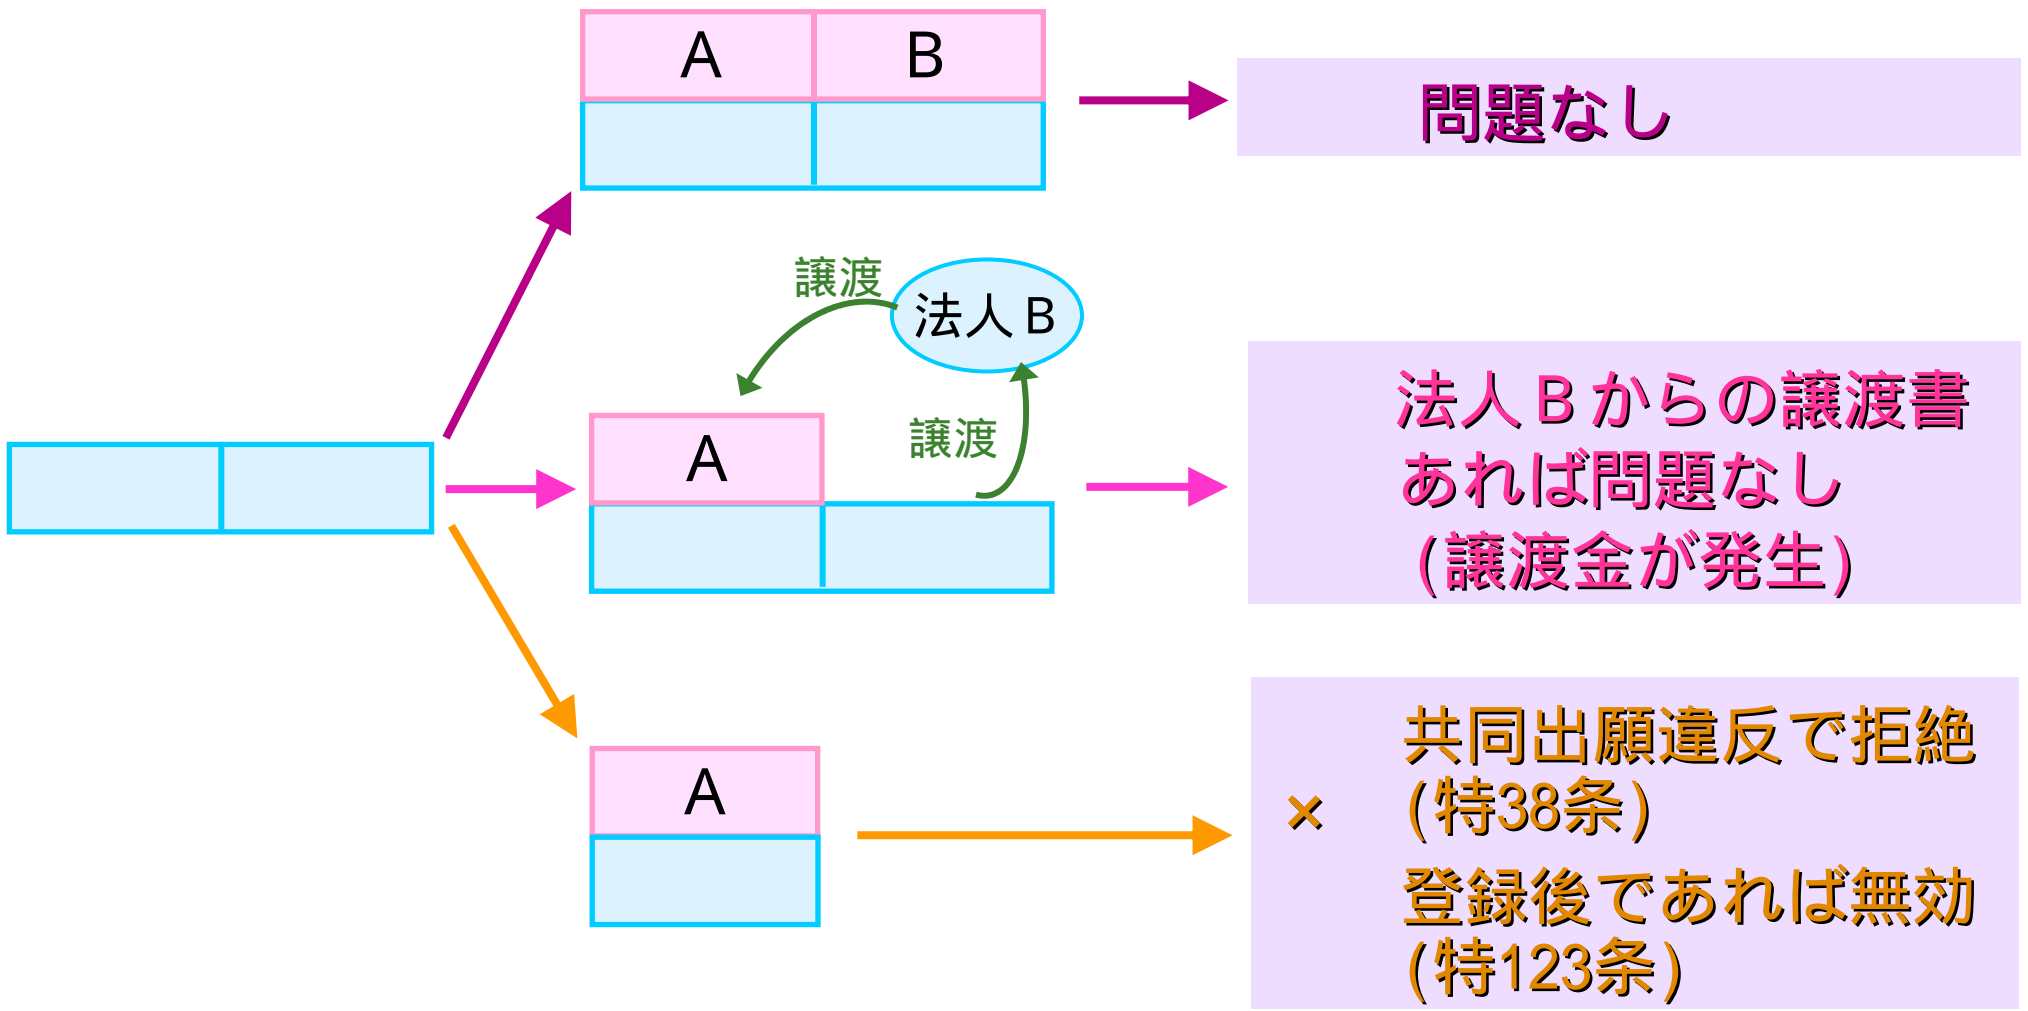 A B
問題なし
譲渡
法人B
譲渡
A
法人Bからの譲渡書
あれば問題なし
(譲渡金が発生)
A
共同出願違反で拒絶
× (特38条)
登録後であれば無効
(特123条)